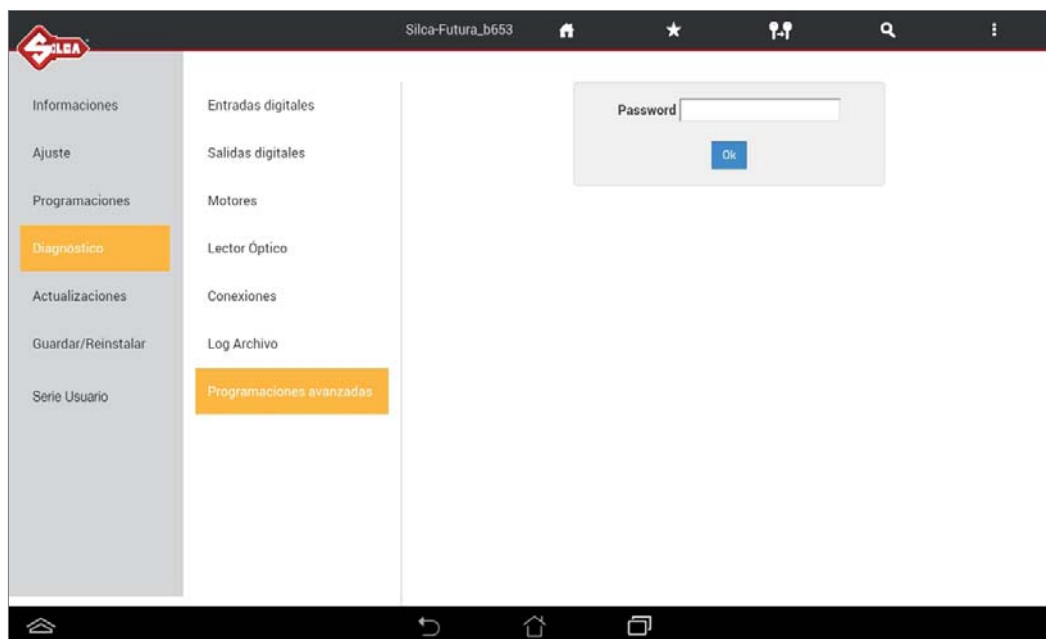 SILCA
Silca-Futura_b653
Informaciones
Ajuste
Programaciones
Diagnóstico
Actualizaciones
Guardar/Reinstalar
Serie Usuario
Entradas digitales
Salidas digitales
Motores
Lector Óptico
Conexiones
Log Archivo
Programaciones avanzadas
Password
Ok